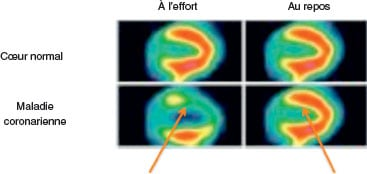 À l'effort
Au repos
Cœur normal
Maladie
coronarienne